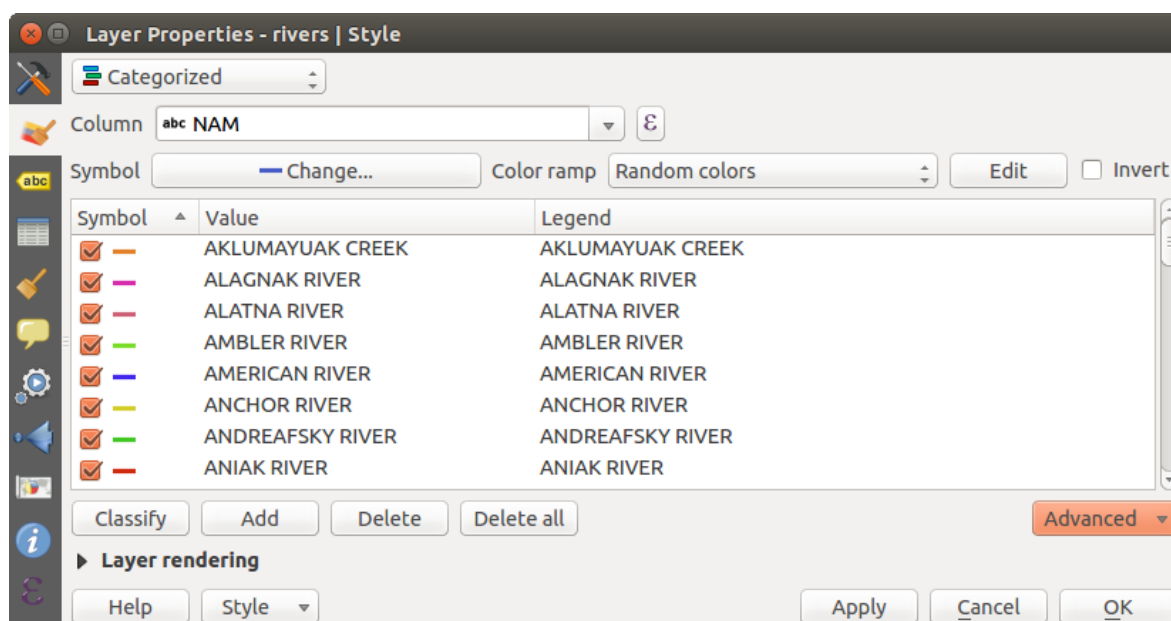 Layer Properties - rivers | Style
Categorized
Column abc NAM ε
Symbol Change... Color ramp Random colors Edit Invert
abc
Symbol Value Legend
AKLUMAYUAK CREEK AKLUMAYUAK CREEK
ALAGNAK RIVER ALAGNAK RIVER
ALATNA RIVER ALATNA RIVER
AMBLER RIVER AMBLER RIVER
AMERICAN RIVER AMERICAN RIVER
ANCHOR RIVER ANCHOR RIVER
ANDREAFSKY RIVER ANDREAFSKY RIVER
ANIAK RIVER ANIAK RIVER
Classify Add Delete Delete all Advanced
Layer rendering
Help Style Apply Cancel OK